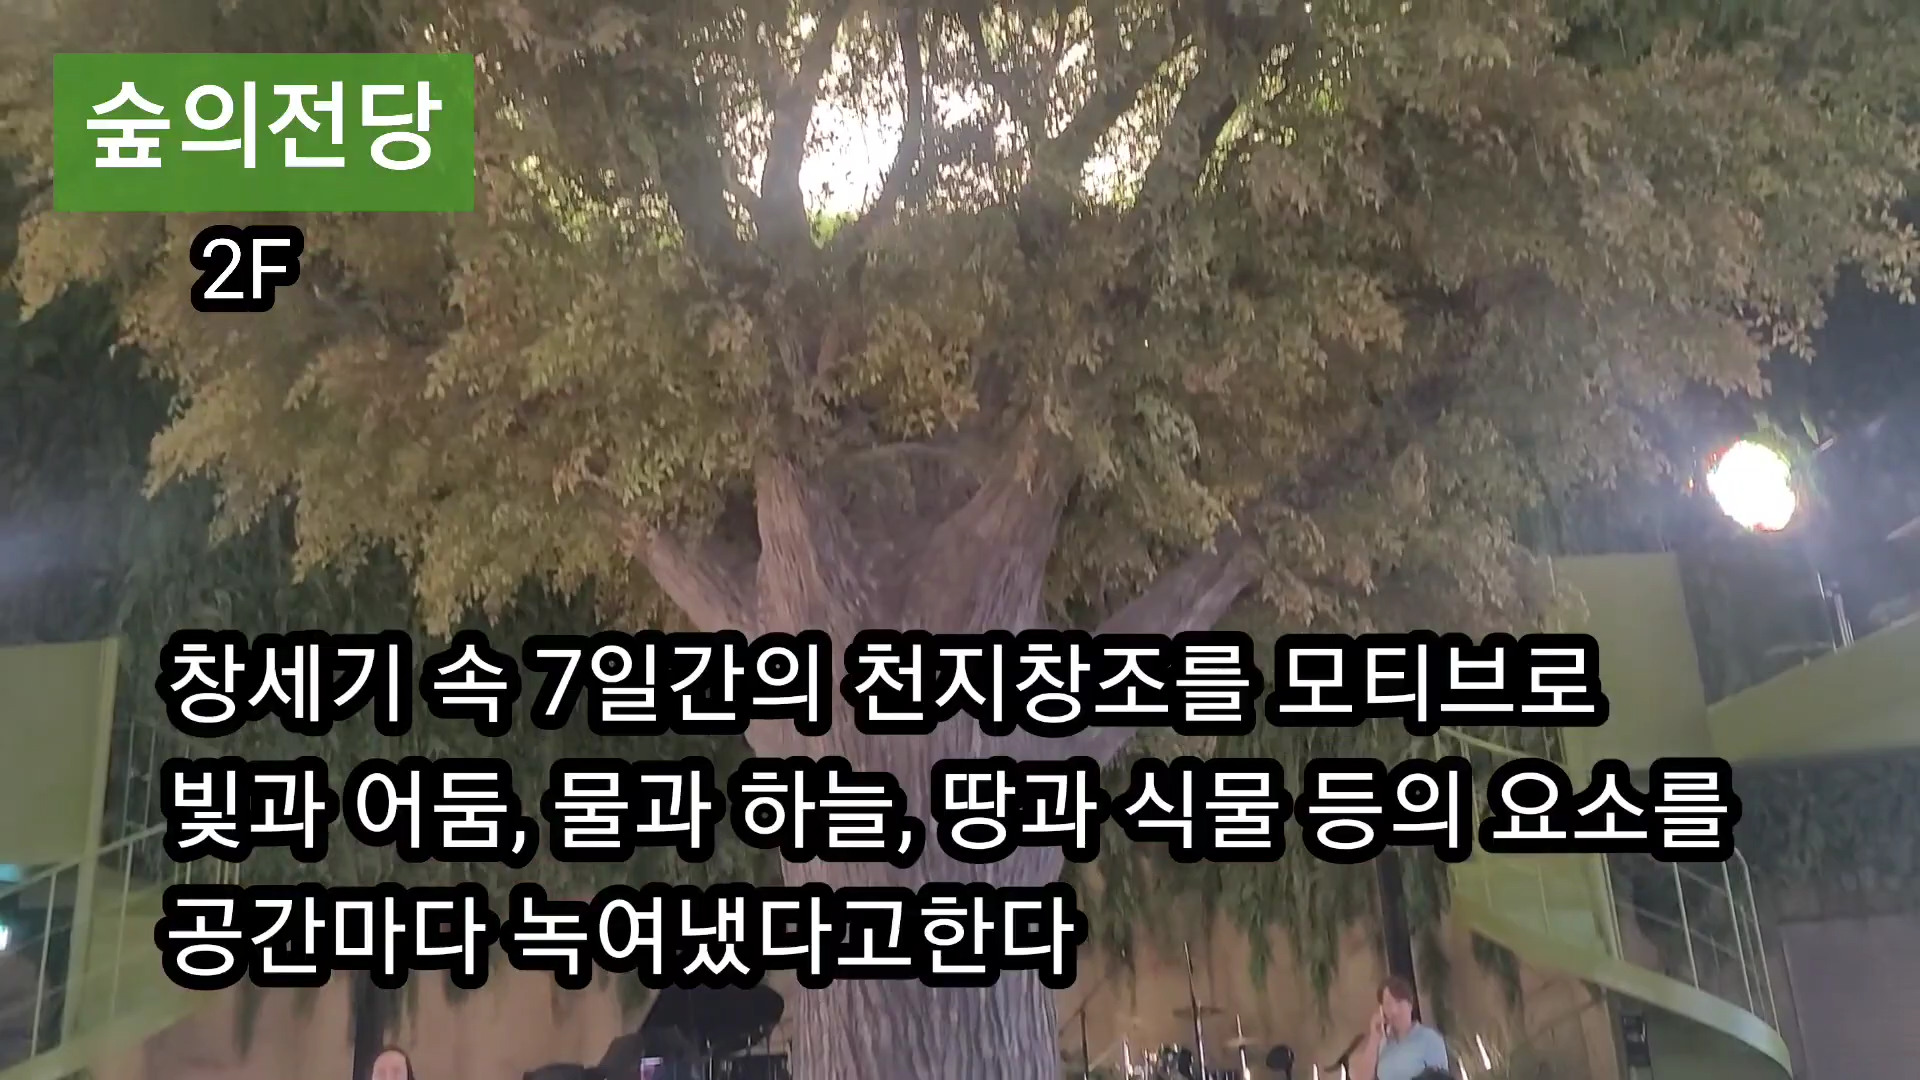 숲의전당
2F
창세기 속 7일간의 천지창조를 모티브로
빛과 어둠, 물과 하늘, 땅과 식물 등의 요소를
공간마다 녹여냈다고한다